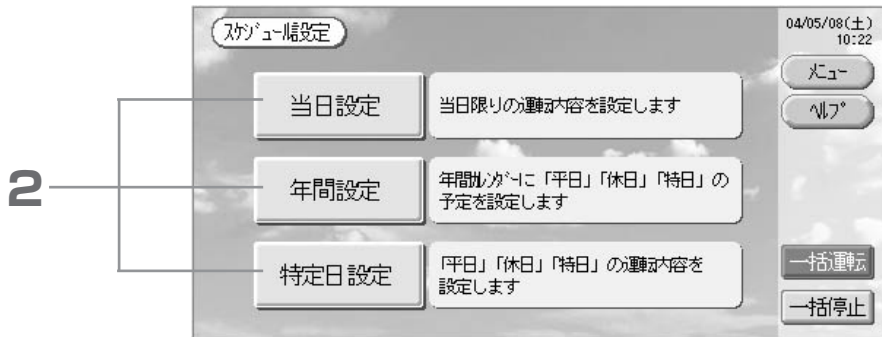 スケジュール設定
04/05/08(土)
10:22
メニュー
ヘルプ
2
当日設定
当日限りの運転内容を設定します
年間設定
年間カレンダーに「平日」「休日」「特日」の
予定を設定します
特定日設定
「平日」「休日」「特日」の運転内容を
設定します
一括運転
一括停止